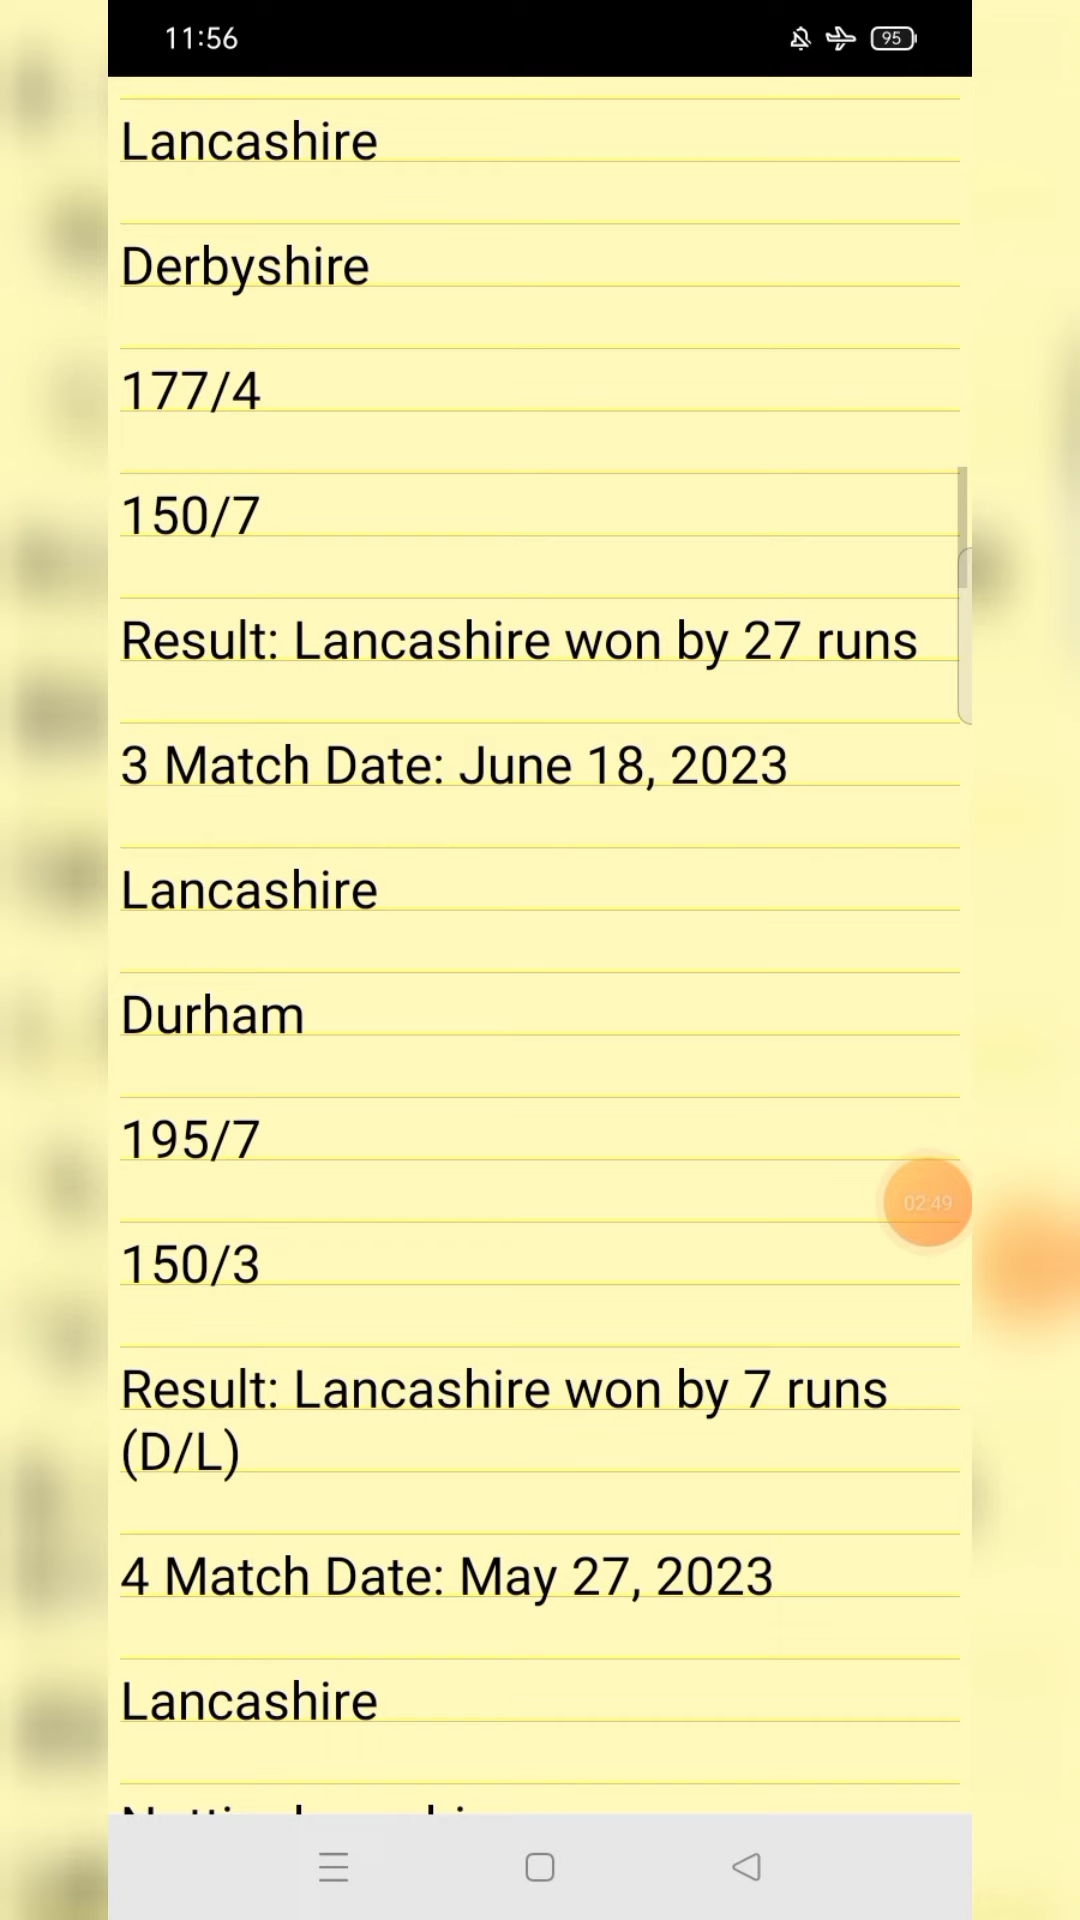 11:56
95
Lancashire
Derbyshire
177/4
150/7
Result: Lancashire won by 27 runs
3 Match Date: June 18, 2023
Lancashire
Durham
195/7
02:49
150/3
Result: Lancashire won by 7 runs
(D/L)
4 Match Date: May 27, 2023
Lancashire